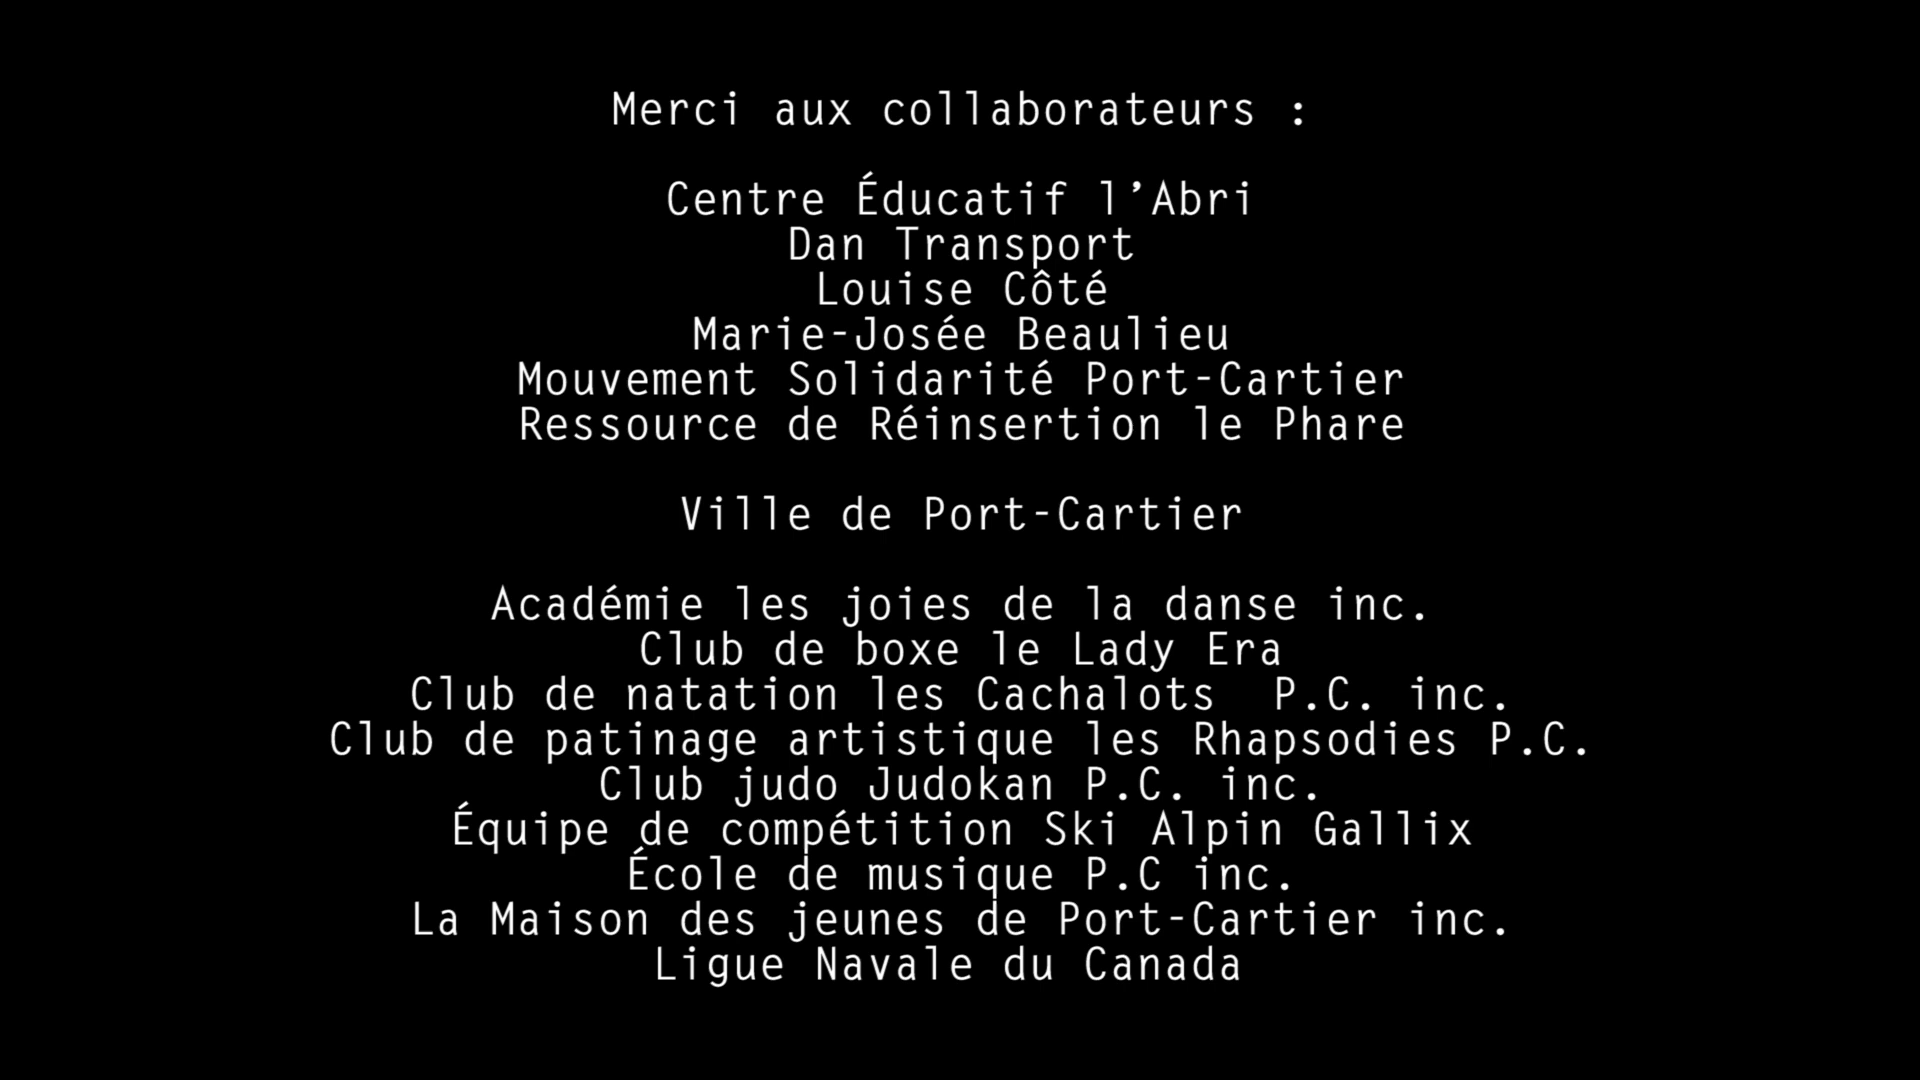 Merci aux collaborateurs :
Centre Éducatif l’Abri
Dan Transport
Louise Côté
Marie-Josée Beaulieu
Mouvement Solidarité Port-Cartier
Ressource de Réinsertion le Phare
Ville de Port-Cartier
Académie les joies de la danse inc.
Club de boxe le Lady Era
Club de natation les Cachalots  P.C. inc.
Club de patinage artistique les Rhapsodies P.C.
Club judo Judokan P.C. inc.
Équipe de compétition Ski Alpin Gallix
École de musique P.C inc.
La Maison des jeunes de Port-Cartier inc.
Ligue Navale du Canada